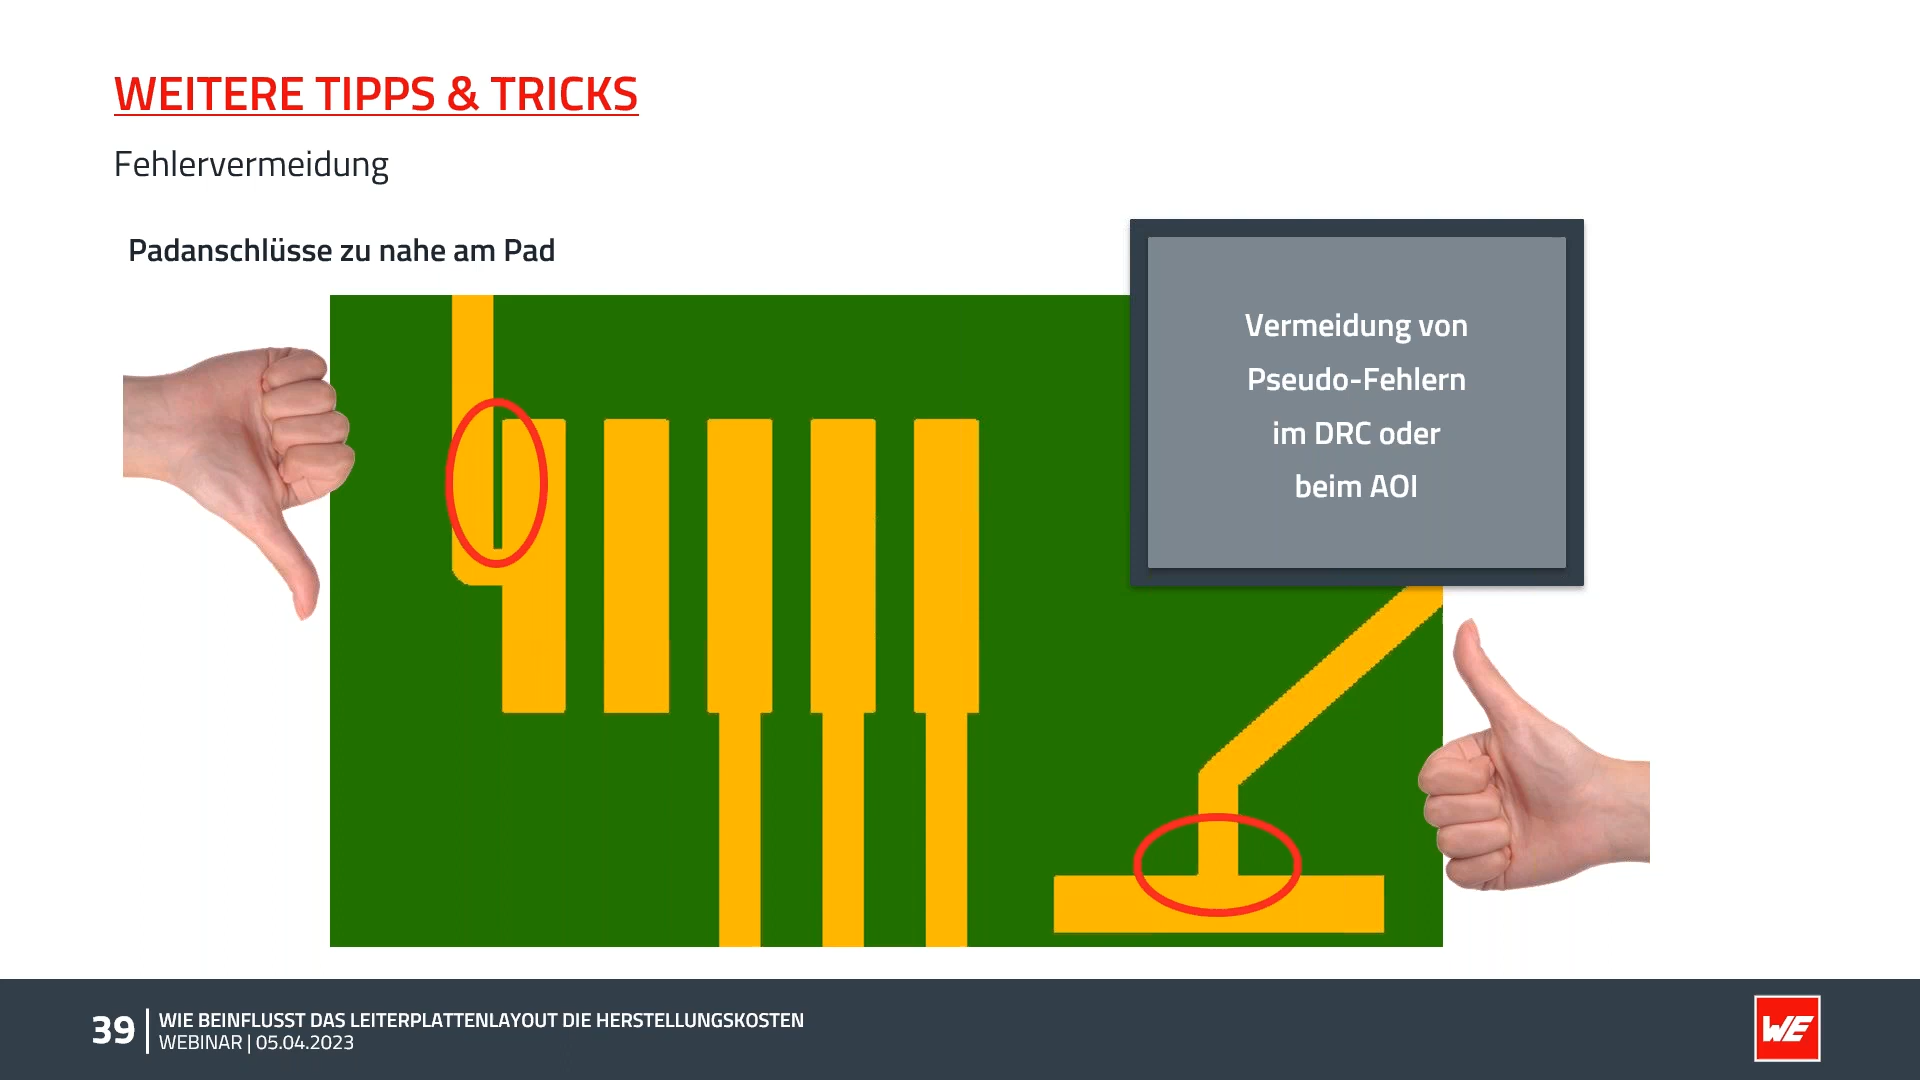 WEITERE TIPPS & TRICKS
Fehlervermeidung
Padanschlüsse zu nahe am Pad
Vermeidung von
Pseudo-Fehlern
im DRC oder
beim AOI
39
WIE BEINFLUSST DAS LEITERPLATTENLAYOUT DIE HERSTELLUNGSKOSTEN
WEBINAR | 05.04.2023
WE